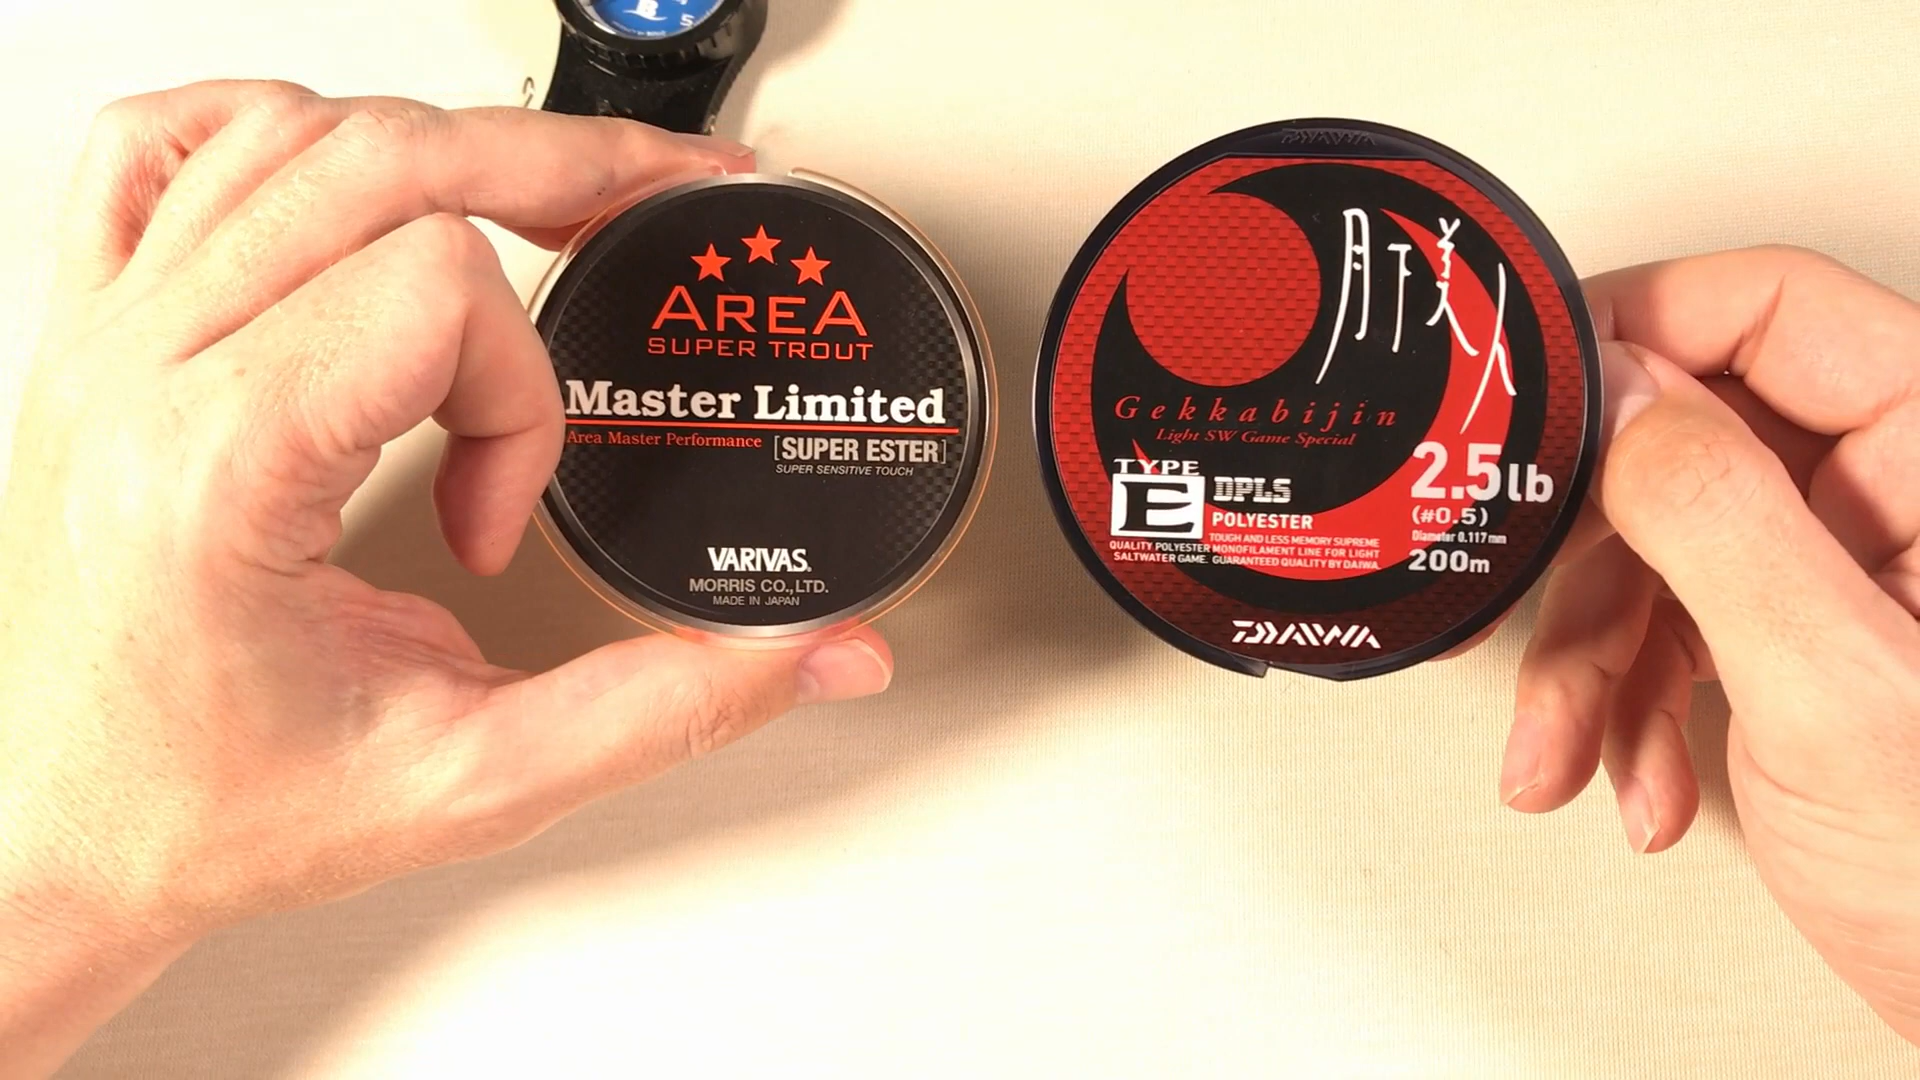 B
5
AREA
SUPER TROUT
Master Limited
Area Master Performance
[SUPER ESTER]
SUPER SENSITIVE TOUCH
VARIVAS.
MORRIS CO.,LTD.
MADE IN JAPAN
DAIWA
月下美人
Gekkabijin
Light SW Game Special
TYPE
E
DPLS
POLYESTER
TOUGH AND LESS MEMORY SUPREME
QUALITY POLYESTER MONOFILAMENT LINE FOR LIGHT
SALTWATER GAME. GUARANTEED QUALITY BY DAIWA.
2.5lb
(#0.5)
Diameter 0.117mm
200m
DAIWA